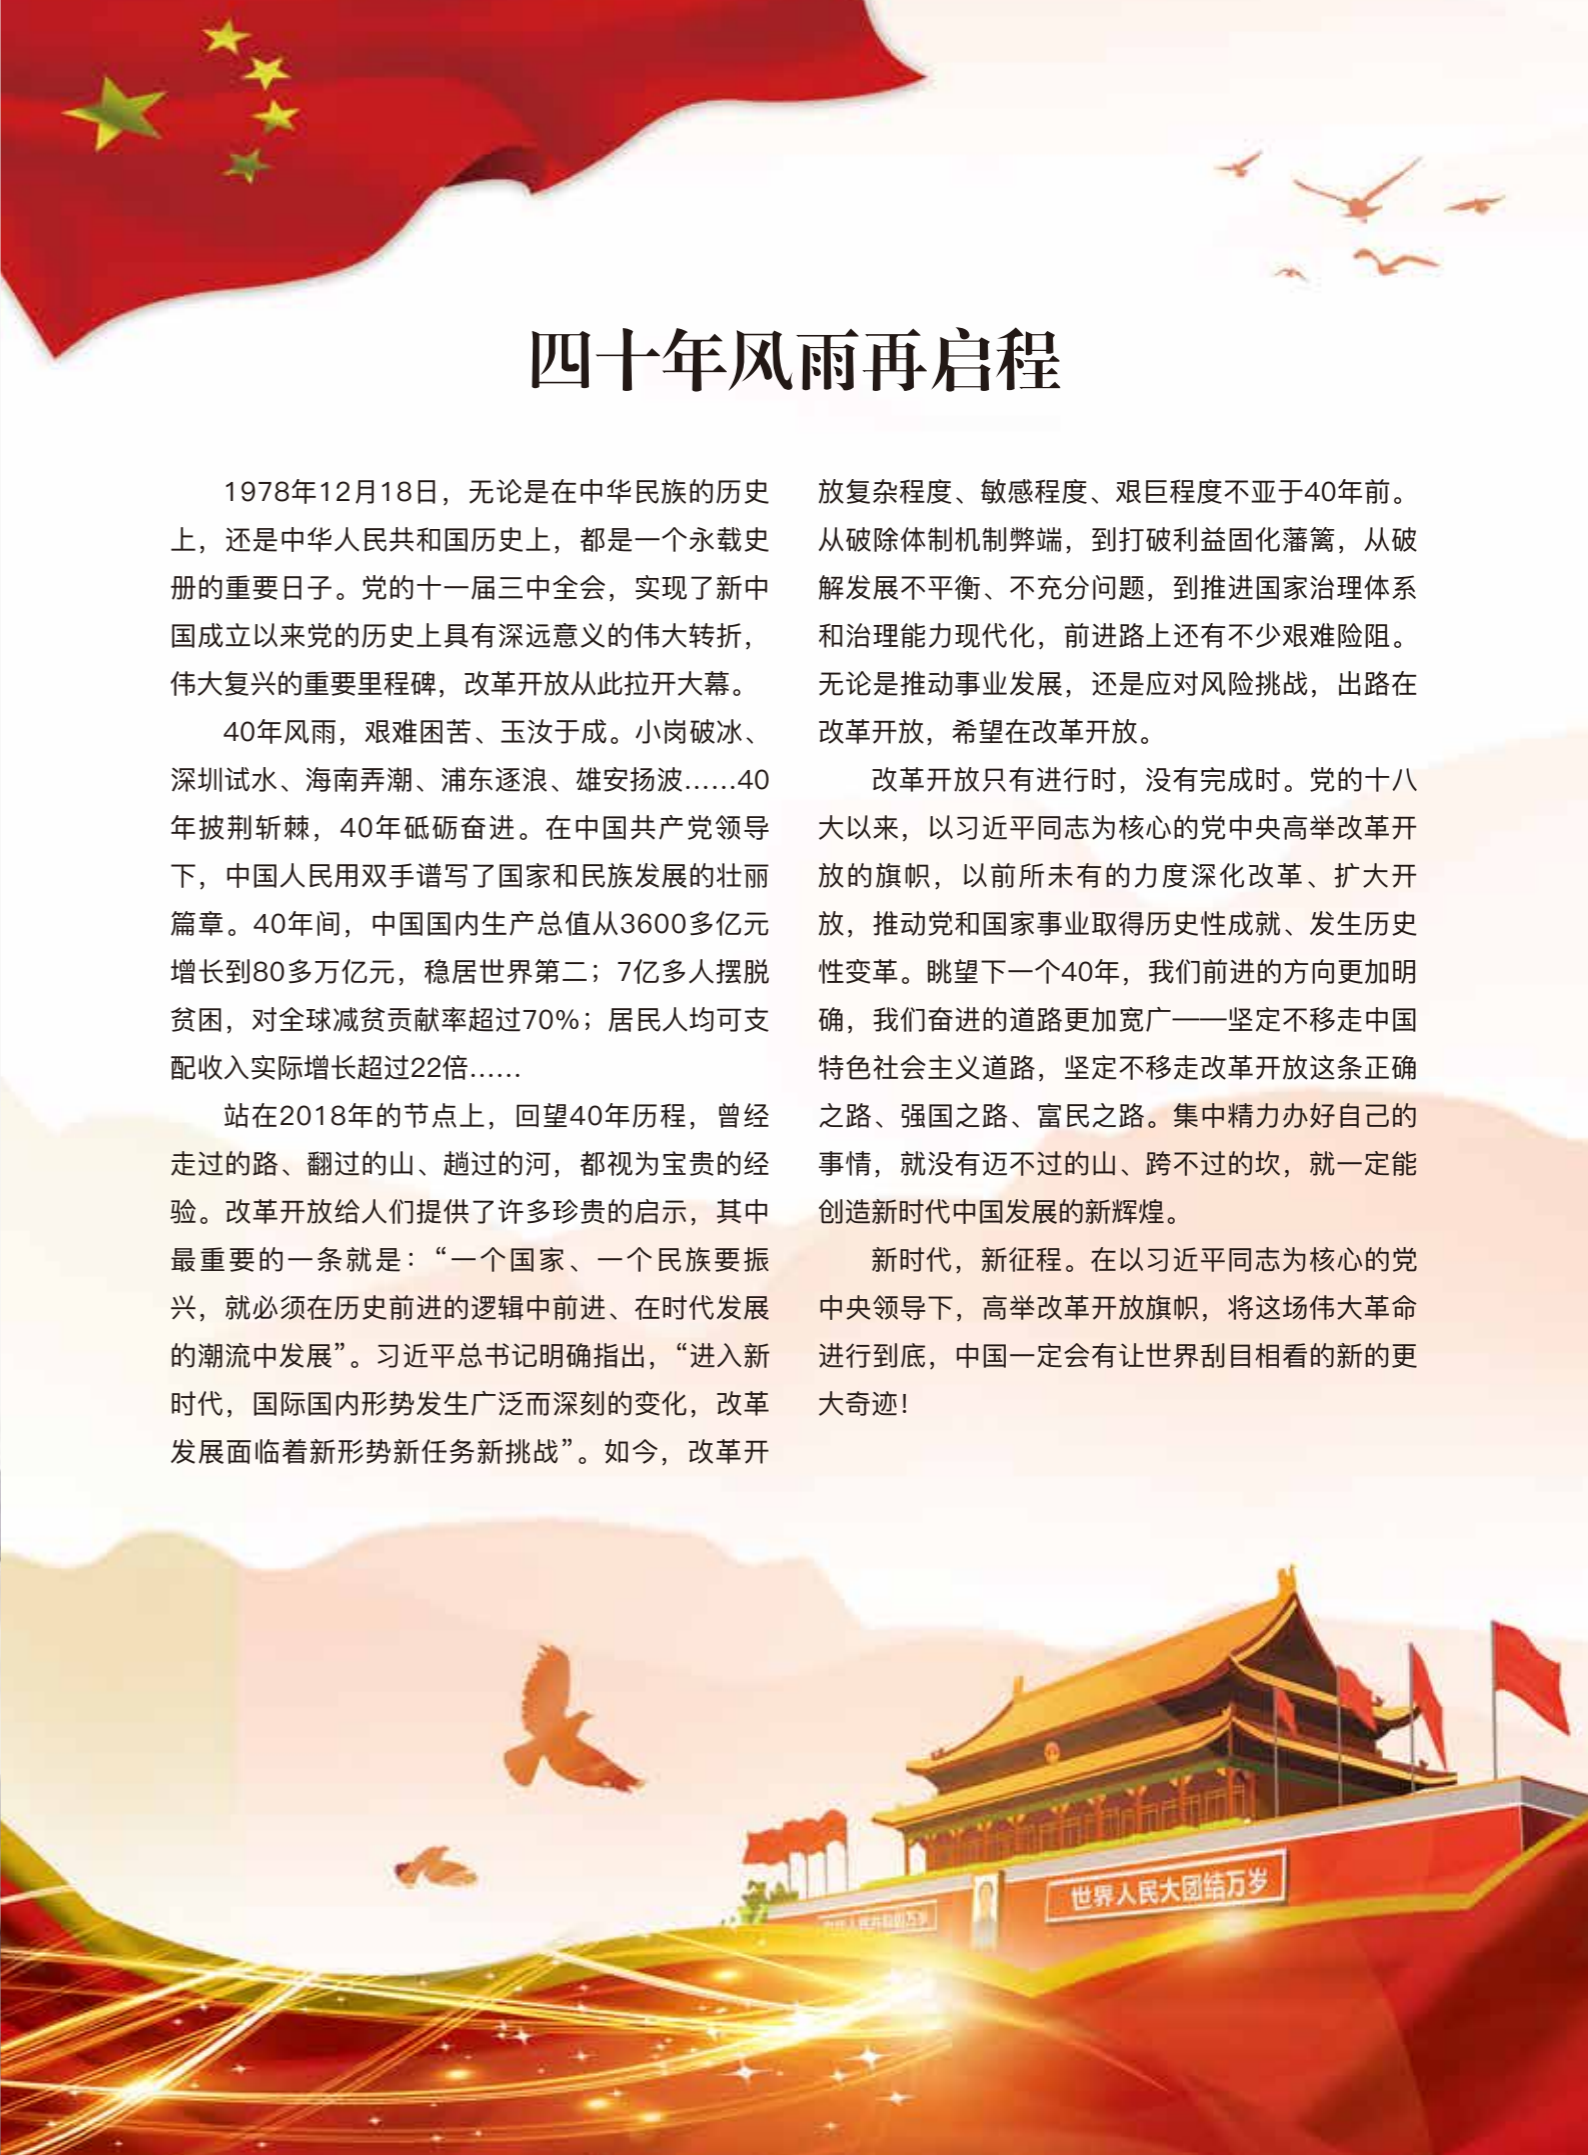 四十年风雨再启程
1978年12月18日，无论是在中华民族的历史
上，还是中华人民共和国历史上，都是一个永载史
册的重要日子。党的十一届三中全会，实现了新中
国成立以来党的历史上具有深远意义的伟大转折，
伟大复兴的重要里程碑，改革开放从此拉开大幕。
40年风雨，艰难困苦、玉汝于成。小岗破冰、
深圳试水、海南弄潮、浦东逐浪、雄安扬波……40
年披荆斩棘，40年砥砺奋进。在中国共产党领导
下，中国人民用双手谱写了国家和民族发展的壮丽
篇章。40年间，中国国内生产总值从3600多亿元
增长到80多万亿元，稳居世界第二；7亿多人摆脱
贫困，对全球减贫贡献率超过70%；居民人均可支
配收入实际增长超过22倍……
站在2018年的节点上，回望40年历程，曾经
走过的路、翻过的山、趟过的河，都视为宝贵的经
验。改革开放给人们提供了许多珍贵的启示，其中
最重要的一条就是：“一个国家、一个民族要振
兴，就必须在历史前进的逻辑中前进、在时代发展
的潮流中发展”。习近平总书记明确指出，“进入新
时代，国际国内形势发生广泛而深刻的变化，改革
发展面临着新形势新任务新挑战”。如今，改革开
放复杂程度、敏感程度、艰巨程度不亚于40年前。
从破除体制机制弊端，到打破利益固化藩篱，从破
解发展不平衡、不充分问题，到推进国家治理体系
和治理能力现代化，前进路上还有不少艰难险阻。
无论是推动事业发展，还是应对风险挑战，出路在
改革开放，希望在改革开放。
改革开放只有进行时，没有完成时。党的十八
大以来，以习近平同志为核心的党中央高举改革开
放的旗帜，以前所未有的力度深化改革、扩大开
放，推动党和国家事业取得历史性成就、发生历史
性变革。眺望下一个40年，我们前进的方向更加明
确，我们奋进的道路更加宽广——坚定不移走中国
特色社会主义道路，坚定不移走改革开放这条正确
之路、强国之路、富民之路。集中精力办好自己的
事情，就没有迈不过的山、跨不过的坎，就一定能
创造新时代中国发展的新辉煌。
新时代，新征程。在以习近平同志为核心的党
中央领导下，高举改革开放旗帜，将这场伟大革命
进行到底，中国一定会有让世界刮目相看的新的更
大奇迹！
世界人民大团结万岁